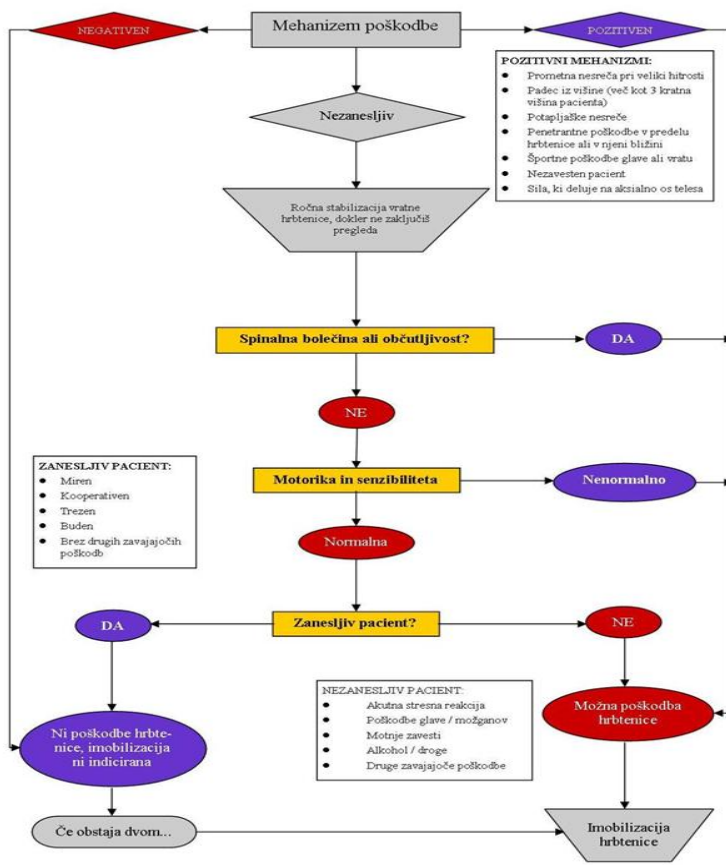 Mehanizem poškodbe
NEGATIVEN
POZITIVEN
POZITIVNI MEHANIZMI:
● Prometna nesreča pri veliki hitrosti
● Padec iz višine (več kot 3 kratna
višina pacienta)
● Potapljaške nesreče
● Penetrantne poškodbe v predelu
hrbtenice ali v njeni bližini
● Športne poškodbe glave ali vratu
● Nezavesten pacient
● Sila, ki deluje na aksialno os telesa
Nezanesljiv
Ročna stabilizacija vratne
hrbtenice, dokler ne zaključiš
pregleda
Spinalna bolečina ali občutljivost?
DA
NE
ZANESLJIV PACIENT:
● Miren
● Kooperativen
● Trezen
● Buden
● Brez drugih zavajajočih
poškodb
Motorika in senzibiliteta
Nenormalno
Normalna
Zanesljiv pacient?
DA
NE
NEZANESLJIV PACIENT:
● Akutna stresna reakcija
● Poškodbe glave / možganov
● Motnje zavesti
● Alkohol / droge
● Druge zavajajoče poškodbe
Ni poškodbe hrbte-
nice, imobilizacija
ni indicirana
Možna poškodba
hrbtenice
Če obstaja dvom...
Imobilizacija
hrbtenice